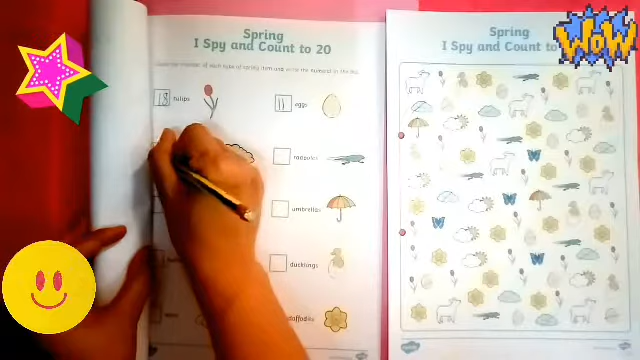 Spring
I Spy and Count to 20
18 tulips
11 eggs
tadpoles
umbrellas
ducklings
daffodils
Spring
I Spy and Count to
WOW